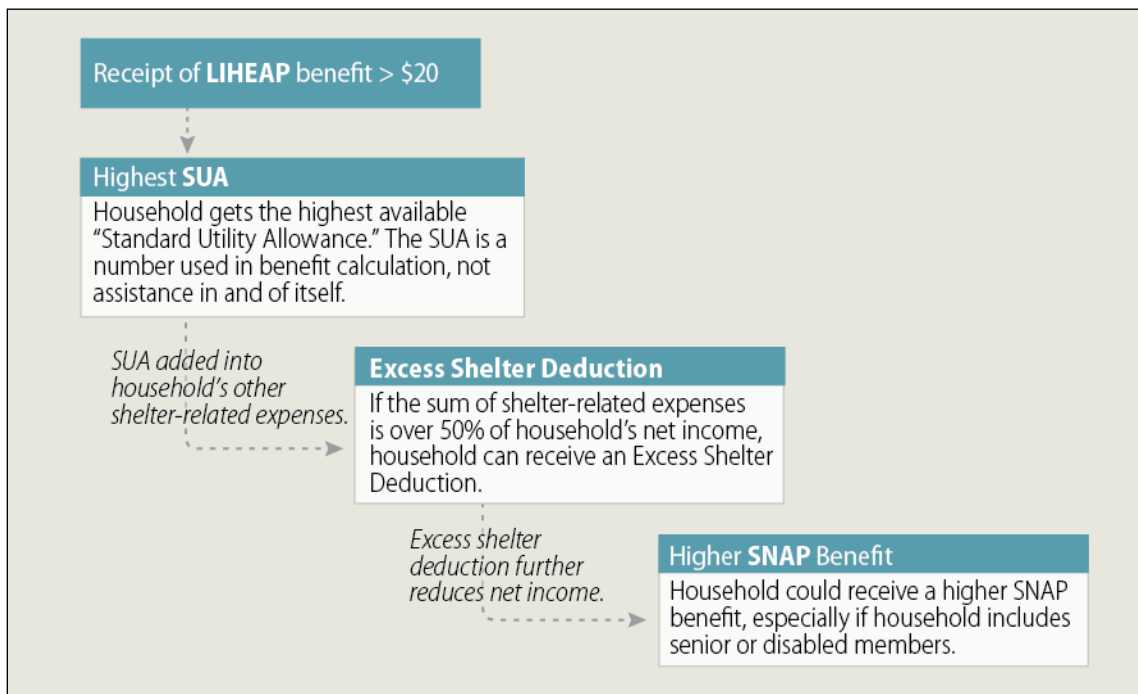 Receipt of LIHEAP benefit > $20
Highest SUA
Household gets the highest available
“Standard Utility Allowance.” The SUA is a
number used in benefit calculation, not
assistance in and of itself.
SUA added into
household’s other
shelter-related expenses.
Excess Shelter Deduction
If the sum of shelter-related expenses
is over 50% of household’s net income,
household can receive an Excess Shelter
Deduction.
Excess shelter
deduction further
reduces net income.
Higher SNAP Benefit
Household could receive a higher SNAP
benefit, especially if household includes
senior or disabled members.